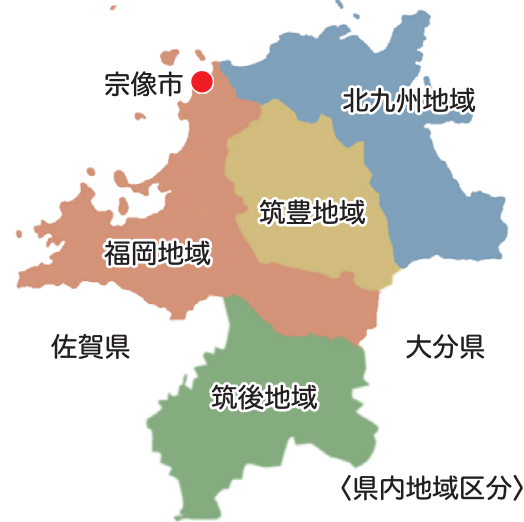 宗像市
北九州地域
筑豊地域
福岡地域
佐賀県
大分県
筑後地域
〈県内地域区分〉